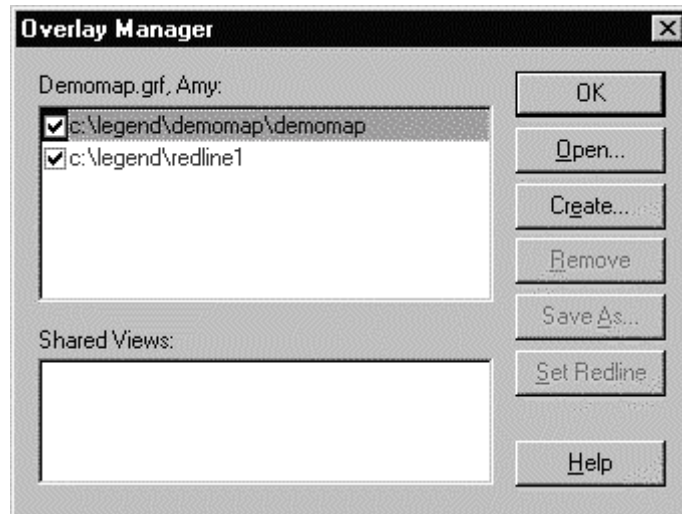 Overlay Manager
Demomap.grf, Amy:
c:\legend\demomap\demomap
c:\legend\redline1
Shared Views:
OK
Open...
Create...
Remove
Save As...
Set Redline
Help